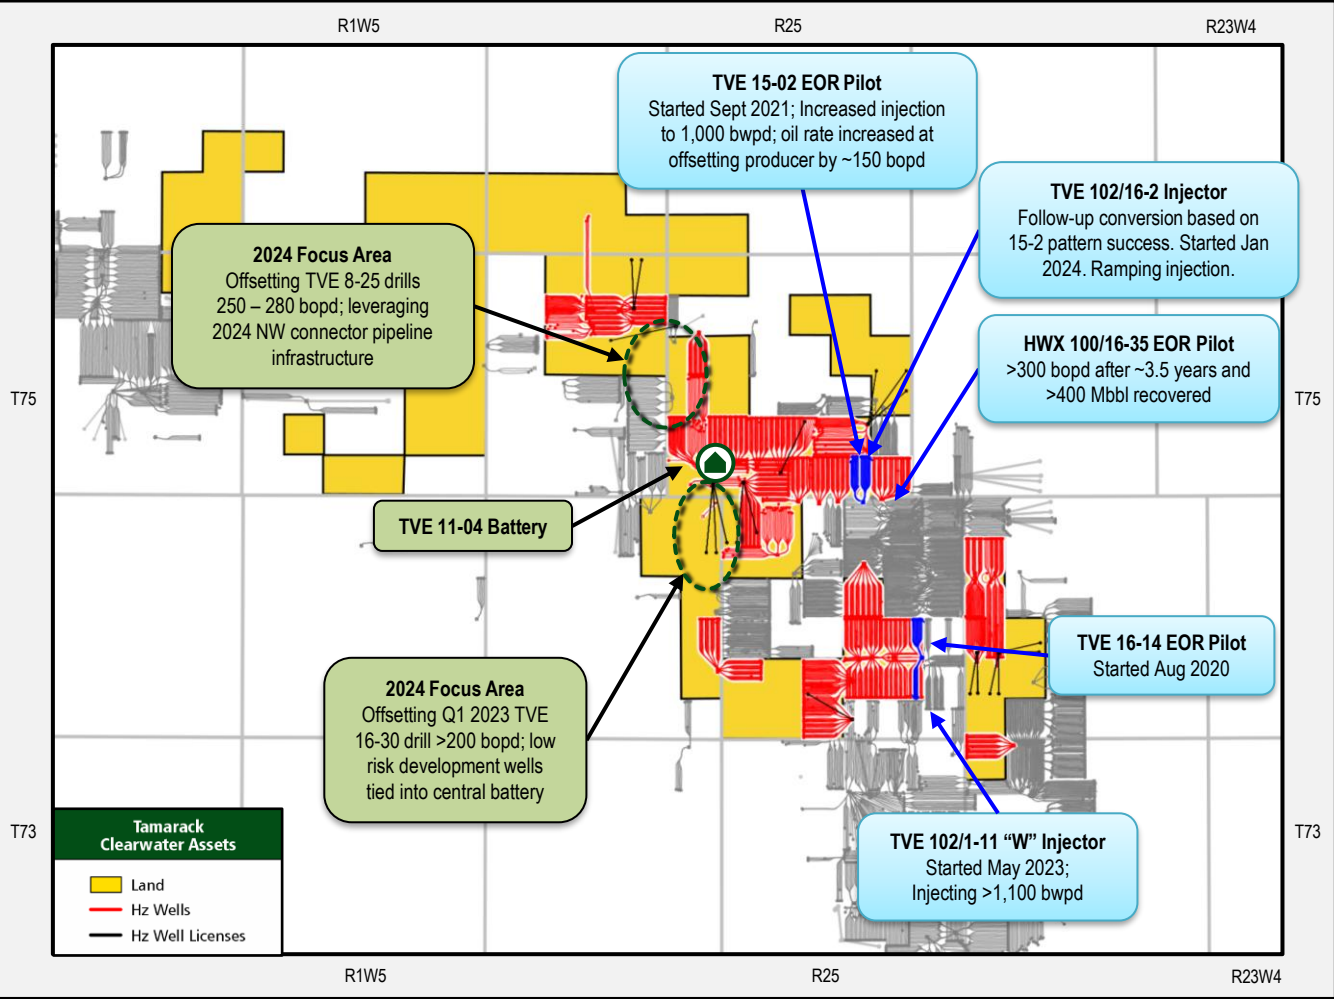 R1W5
R25
R23W4
TVE 15-02 EOR Pilot
Started Sept 2021; Increased injection
to 1,000 bwpd; oil rate increased at
offsetting producer by ~150 bopd
TVE 102/16-2 Injector
Follow-up conversion based on
15-2 pattern success. Started Jan
2024. Ramping injection.
2024 Focus Area
Offsetting TVE 8-25 drills
250 – 280 bopd; leveraging
2024 NW connector pipeline
infrastructure
HWX 100/16-35 EOR Pilot
>300 bopd after ~3.5 years and
>400 Mbbl recovered
T75
T75
TVE 11-04 Battery
TVE 16-14 EOR Pilot
Started Aug 2020
2024 Focus Area
Offsetting Q1 2023 TVE
16-30 drill >200 bopd; low
risk development wells
tied into central battery
T73
T73
TVE 102/1-11 “W” Injector
Started May 2023;
Injecting >1,100 bwpd
Tamarack
Clearwater Assets
Land
Hz Wells
Hz Well Licenses
R1W5
R25
R23W4